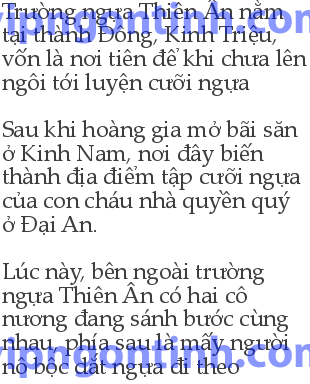 Trường ngựa Thiên Ân nằm
tại thành Đông, Kinh Triệu,
vốn là nơi tiên đế khi chưa lên
ngôi tới luyện cưỡi ngựa

Sau khi hoàng gia mở bãi săn
ở Kinh Nam, nơi đây biến
thành địa điểm tập cưỡi ngựa
của con cháu nhà quyền quý
ở Đại An.

Lúc này, bên ngoài trường
ngựa Thiên Ân có hai cô
nương đang sánh bước cùng
nhau, phía sau là mấy người
nô bộc dắt ngựa đi theo